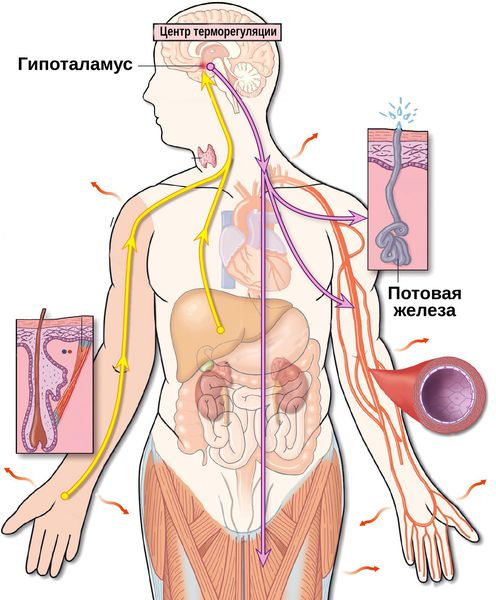 Центр терморегуляции
Гипоталамус
Потовая
железа